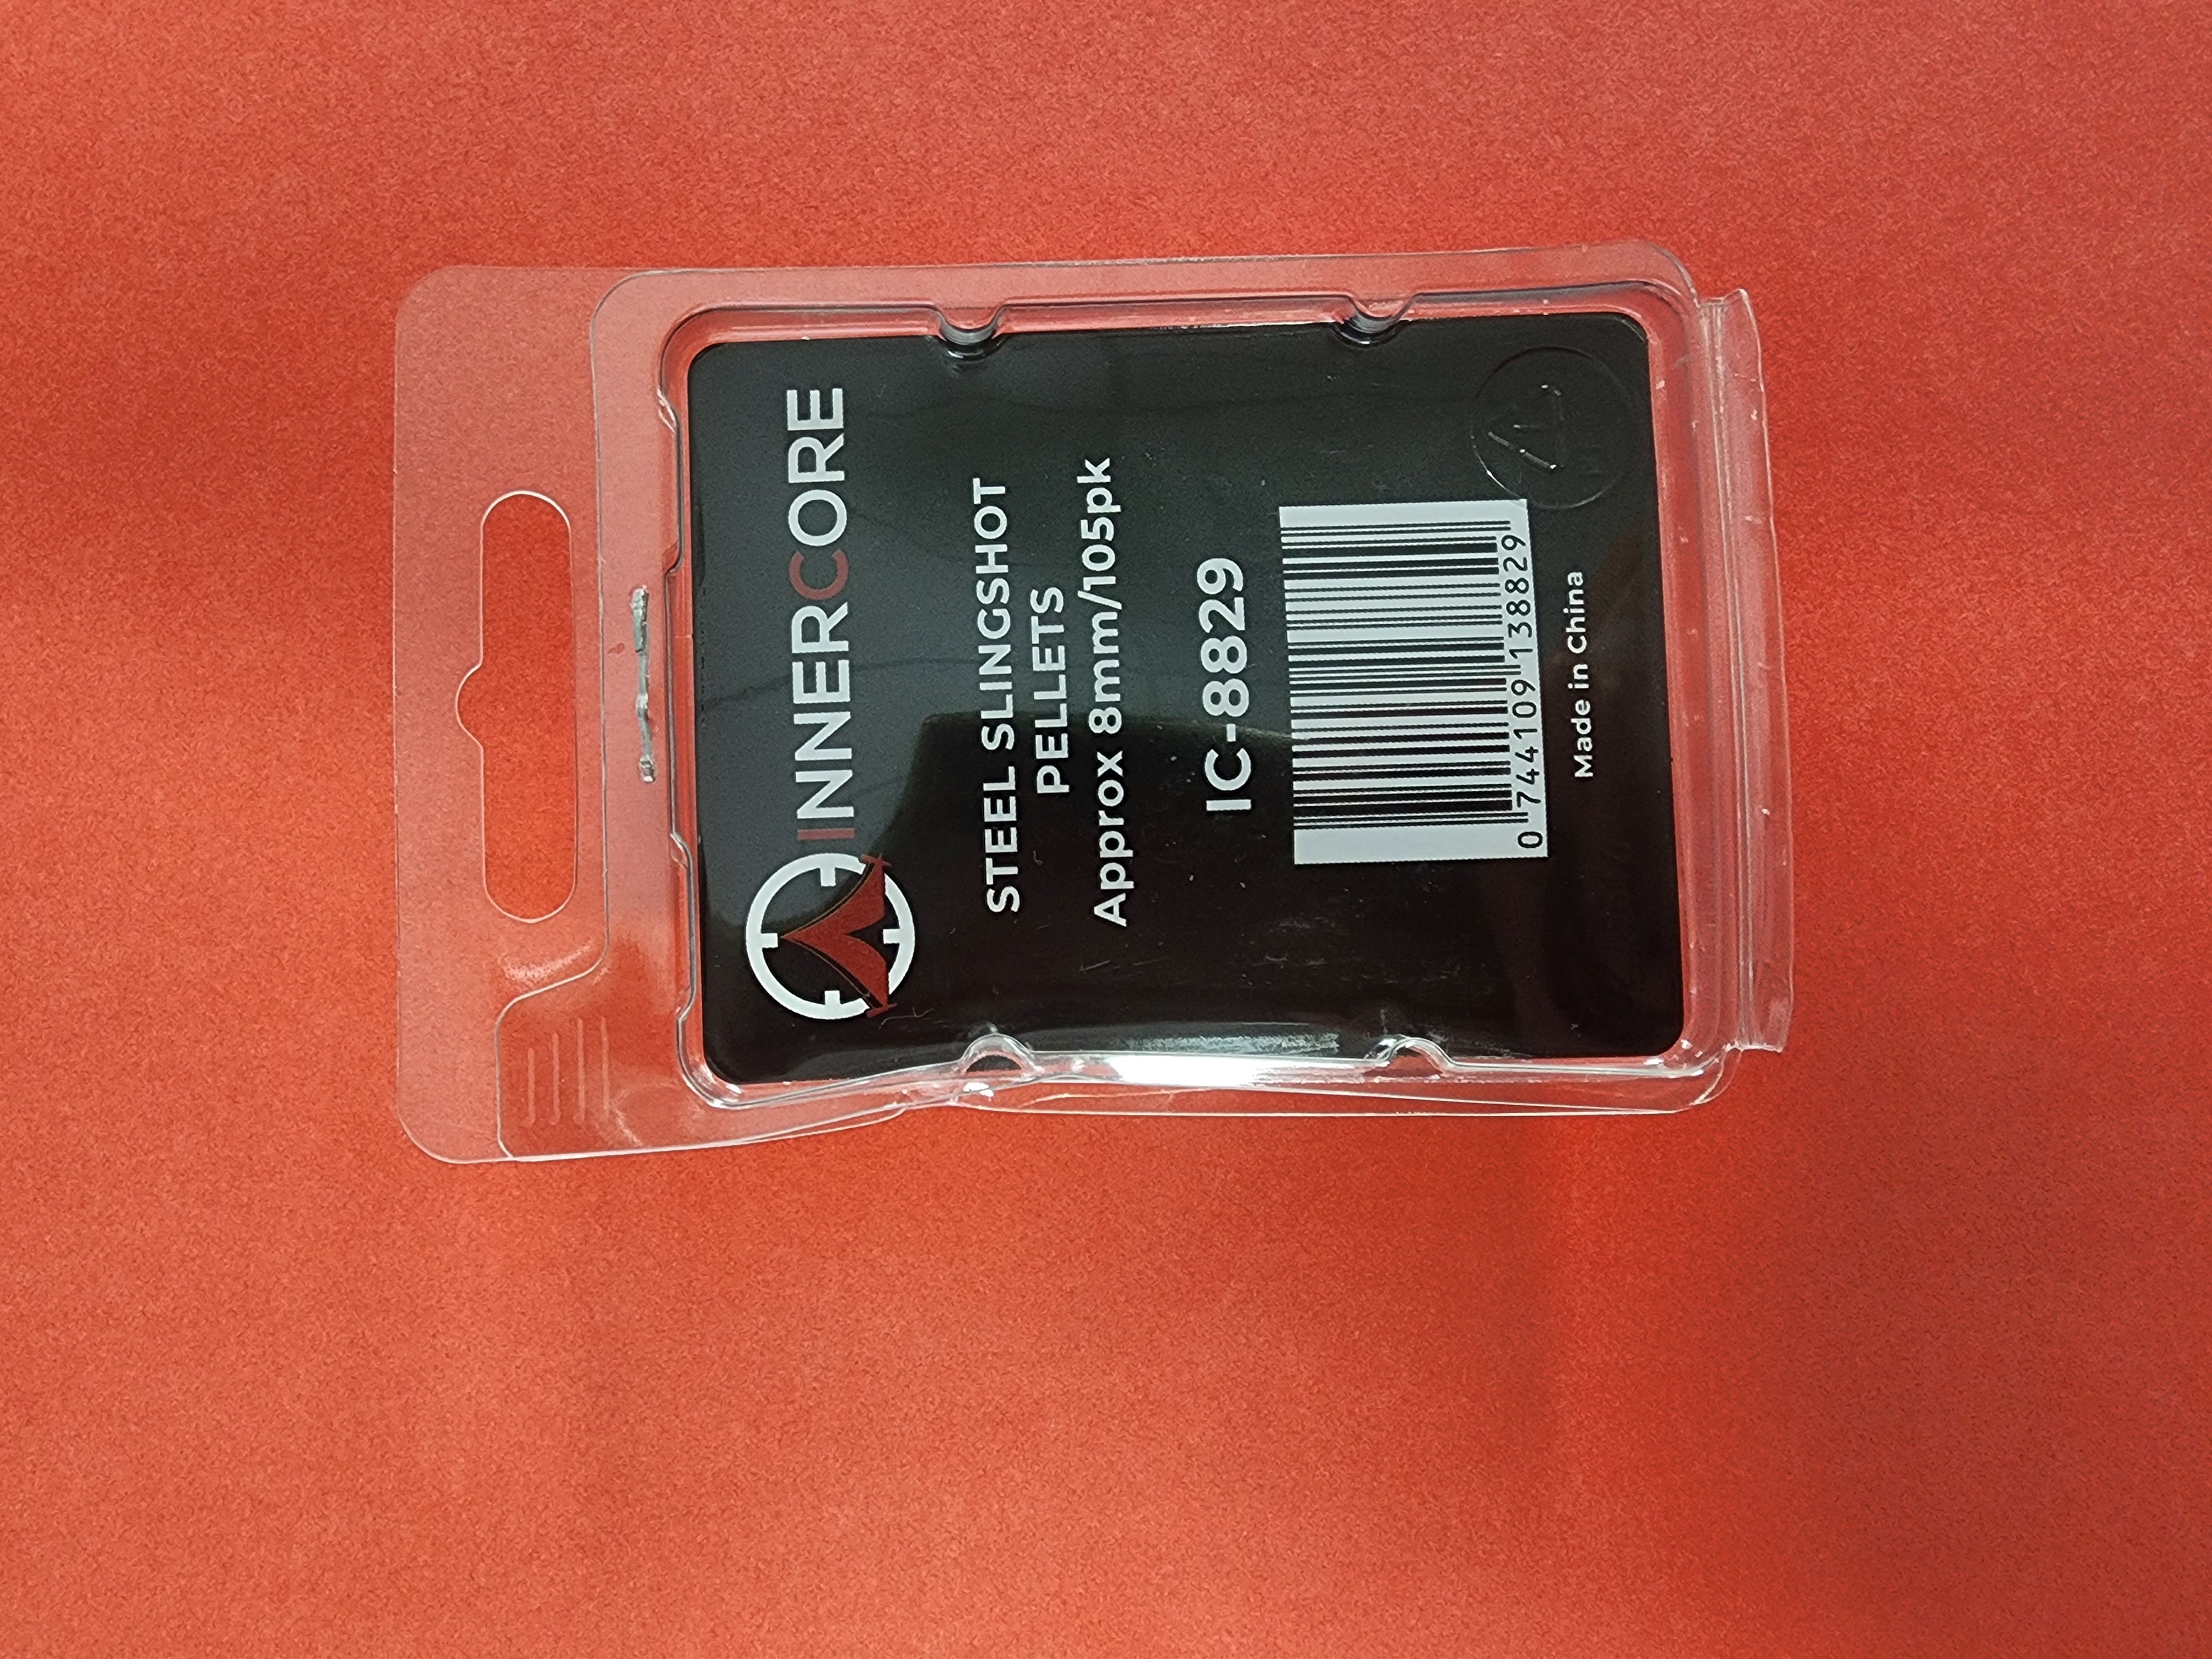 INNERCORE
STEEL SLINGSHOT
PELLETS
Approx 8mm/105pk
IC-8829
0 744109 138829
Made in China